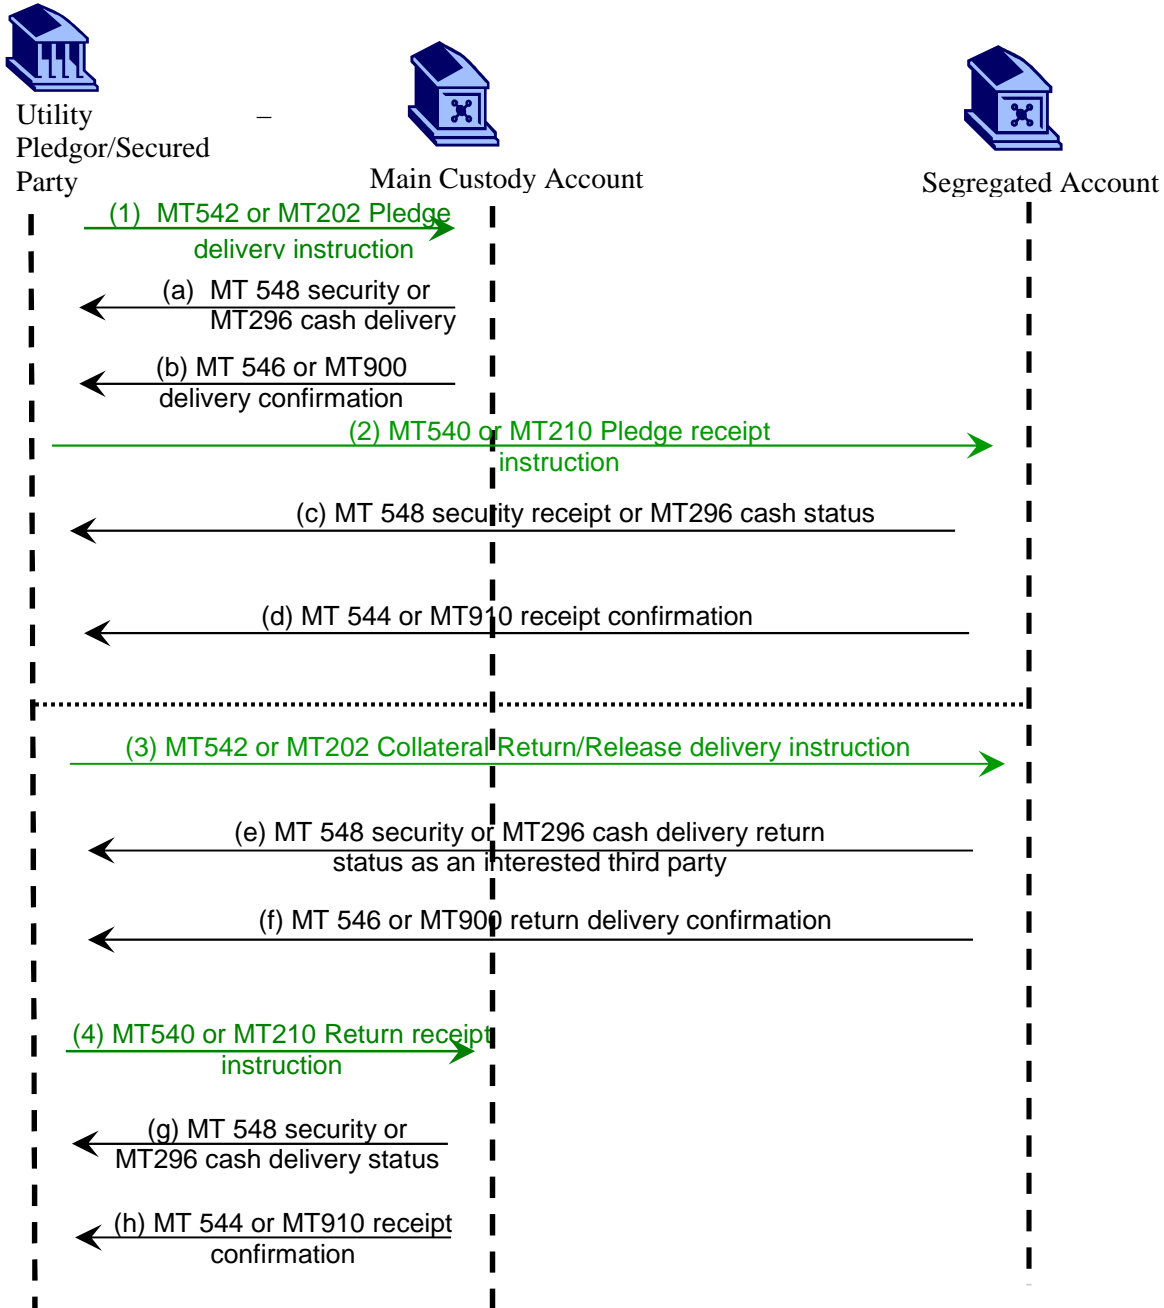 Utility –
Pledgor/Secured
Party
Main Custody Account
Segregated Account
(1) MT542 or MT202 Pledge
delivery instruction
(a) MT 548 security or
MT296 cash delivery
(b) MT 546 or MT900
delivery confirmation
(2) MT540 or MT210 Pledge receipt
instruction
(c) MT 548 security receipt or MT296 cash status
(d) MT 544 or MT910 receipt confirmation
(3) MT542 or MT202 Collateral Return/Release delivery instruction
(e) MT 548 security or MT296 cash delivery return
status as an interested third party
(f) MT 546 or MT900 return delivery confirmation
(4) MT540 or MT210 Return receipt
instruction
(g) MT 548 security or
MT296 cash delivery status
(h) MT 544 or MT910 receipt
confirmation